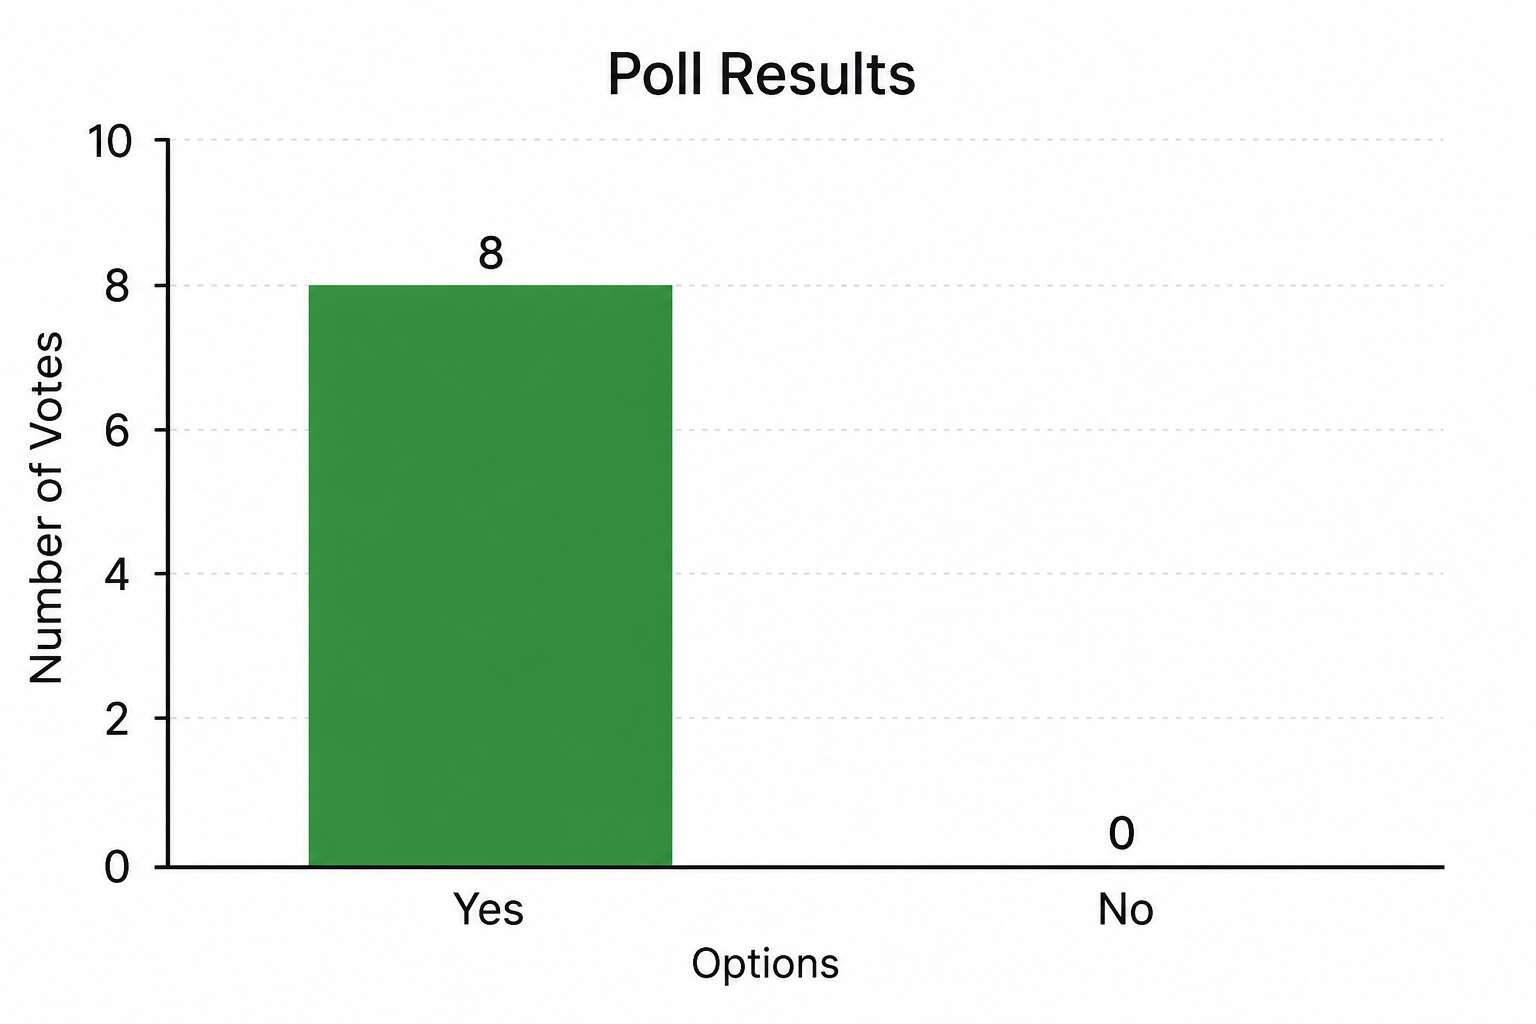 Poll Results
10
8
8
6
4
2
0
0
Number of Votes
Yes
No
Options